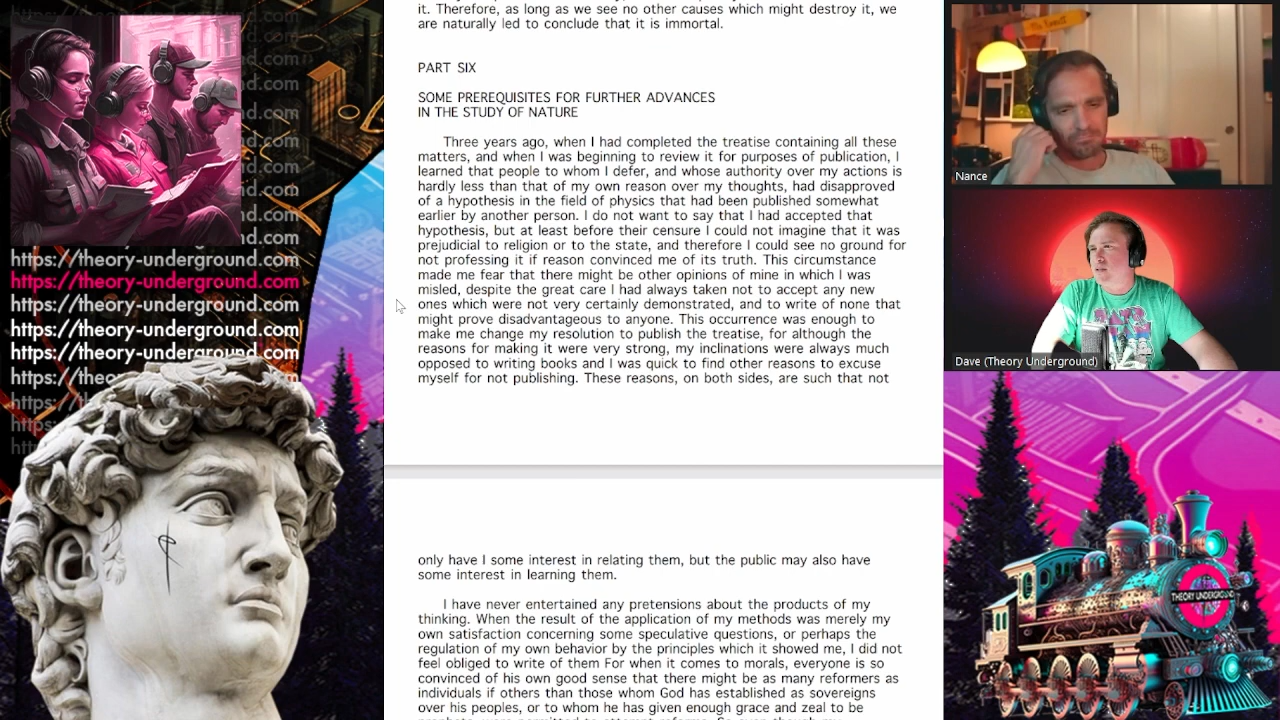 https://theory-underground.com
https://theory-underground.com
https://theory-underground.com
https://theory-underground.com
https://theory-underground.com
it. Therefore, as long as we see no other causes which might destroy it, we
are naturally led to conclude that it is immortal.
PART SIX
SOME PREREQUISITES FOR FURTHER ADVANCES
IN THE STUDY OF NATURE
Three years ago, when I had completed the treatise containing all these
matters, and when I was beginning to review it for purposes of publication, I
learned that people to whom I defer, and whose authority over my actions is
hardly less than that of my own reason over my thoughts, had disapproved
of a hypothesis in the field of physics that had been published somewhat
earlier by another person. I do not want to say that I had accepted that
hypothesis, but at least before their censure I could not imagine that it was
prejudicial to religion or to the state, and therefore I could see no ground for
not professing it if reason convinced me of its truth. This circumstance
made me fear that there might be other opinions of mine in which I was
misled, despite the great care I had always taken not to accept any new
ones which were not very certainly demonstrated, and to write of none that
might prove disadvantageous to anyone. This occurrence was enough to
make me change my resolution to publish the treatise, for although the
reasons for making it were very strong, my inclinations were always much
opposed to writing books and I was quick to find other reasons to excuse
myself for not publishing. These reasons, on both sides, are such that not
only have I some interest in relating them, but the public may also have
some interest in learning them.
I have never entertained any pretensions about the products of my
thinking. When the result of the application of my methods was merely my
own satisfaction concerning some speculative questions, or perhaps the
regulation of my own behavior by the principles which it showed me, I did not
feel obliged to write of them For when it comes to morals, everyone is so
convinced of his own good sense that there might be as many reformers as
individuals if others than those whom God has established as sovereigns
over his peoples, or to whom he has given enough grace and zeal to be
Nance
Dave (Theory Underground)
THEORY UNDERGROUND